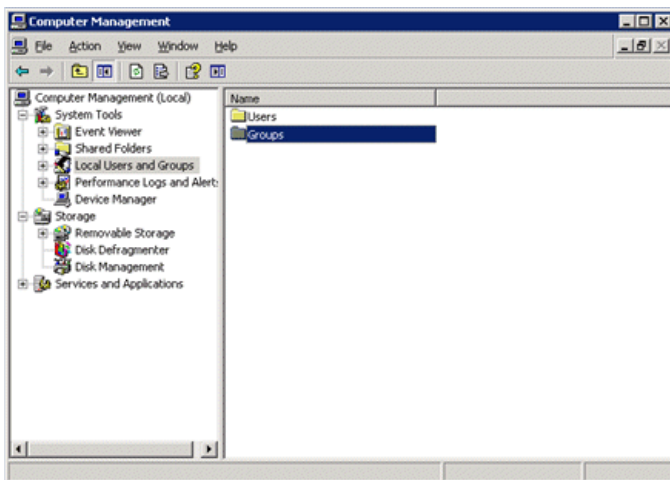 Computer Management
File Action View Window Help
Computer Management (Local)
System Tools
Event Viewer
Shared Folders
Local Users and Groups
Performance Logs and Alert
Device Manager
Storage
Removable Storage
Disk Defragmenter
Disk Management
Services and Applications
Name
Users
Groups